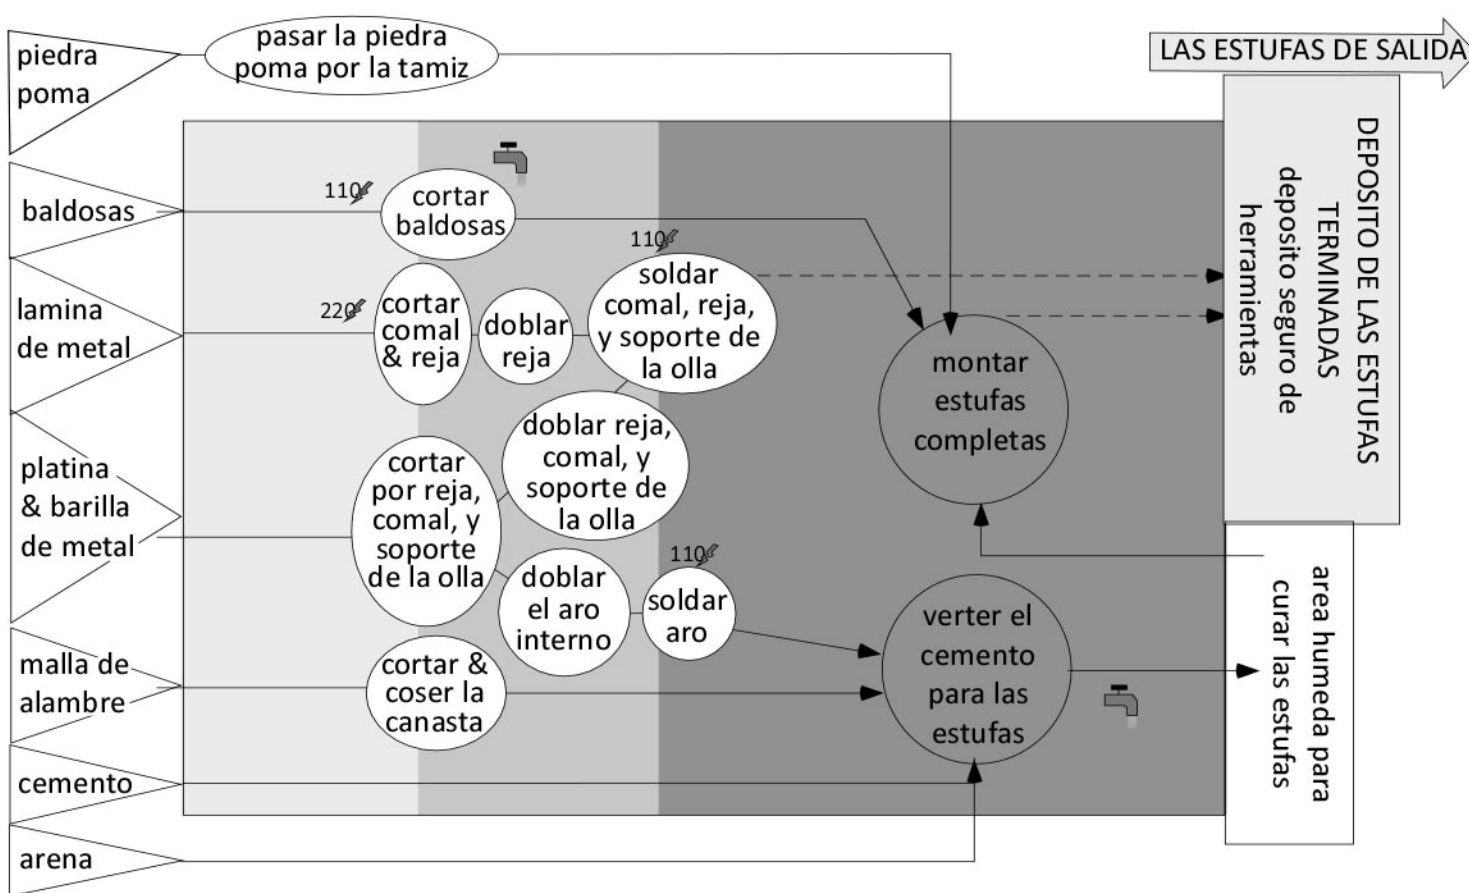 piedra
poma
pasar la piedra
poma por la tamiz
LAS ESTUFAS DE SALIDA
baldosas
110
cortar
baldosas
lamina
de metal
220
cortar
comal
& reja
doblar
reja
110
soldar
comal, reja,
y soporte de
la olla
montar
estufas
completas
DEPOSITO DE LAS ESTUFAS
TERMINADAS
deposito seguro de
herramientas
platina
& barilla
de metal
cortar
por reja,
comal, y
soporte
de la olla
doblar reja,
comal, y
soporte de
la olla
doblar
el aro
interno
110
soldar
aro
malla de
alambre
cortar &
coser la
canasta
verter el
cemento
para las
estufas
area humeda para
curar las estufas
cemento
arena